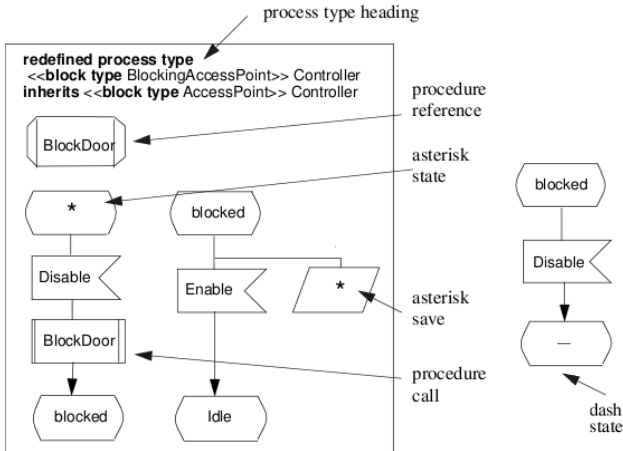 process type heading
redefined process type
<<block type BlockingAccessPoint>> Controller
inherits <<block type AccessPoint>> Controller
BlockDoor
procedure
reference
asterisk
state
*
blocked
blocked
Disable
Enable
*
Disable
asterisk
save
BlockDoor
—
procedure
call
blocked
Idle
dash
state